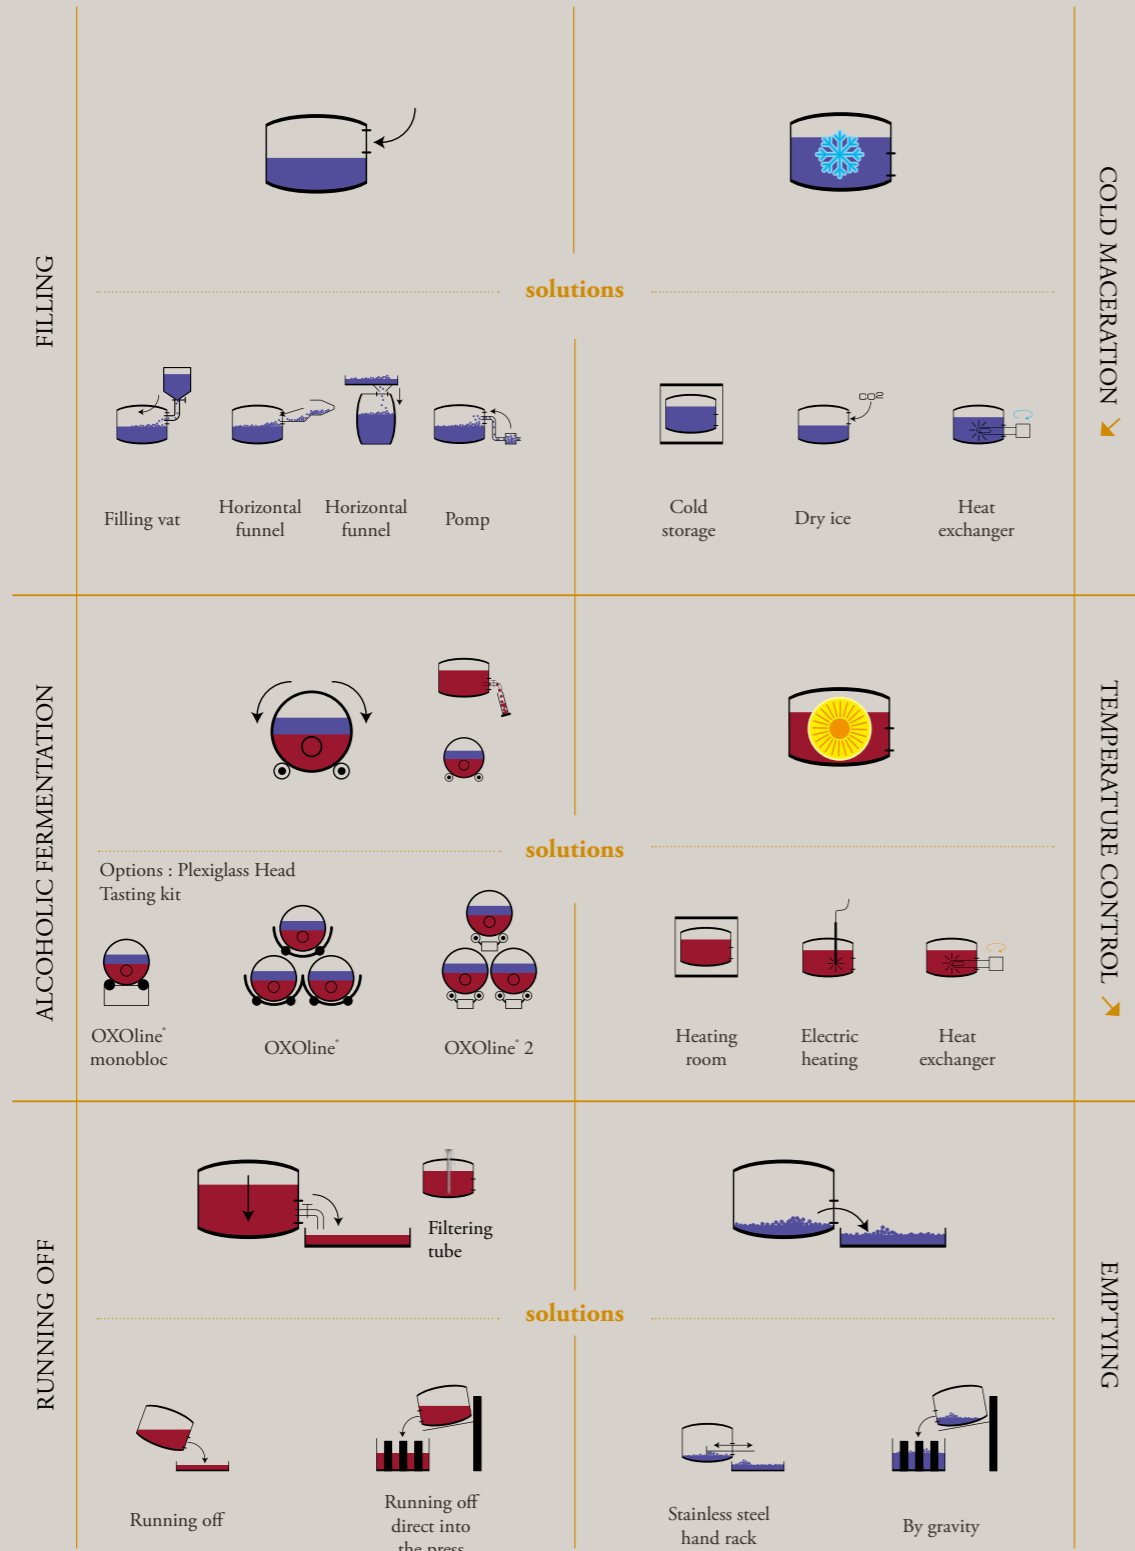 FILLING
COLD MACERATION
solutions
Filling vat
Horizontal
funnel
Horizontal
funnel
Pomp
CO²
Cold
storage
Dry ice
Heat
exchanger
ALCOHOLIC FERMENTATION
TEMPERATURE CONTROL
solutions
Options : Plexiglass Head
Tasting kit
OXOline®
monobloc
OXOline®
OXOline® 2
Heating
room
Electric
heating
Heat
exchanger
RUNNING OFF
EMPTYING
Filtering
tube
solutions
Running off
Running off
direct into
the press
Stainless steel
hand rack
By gravity